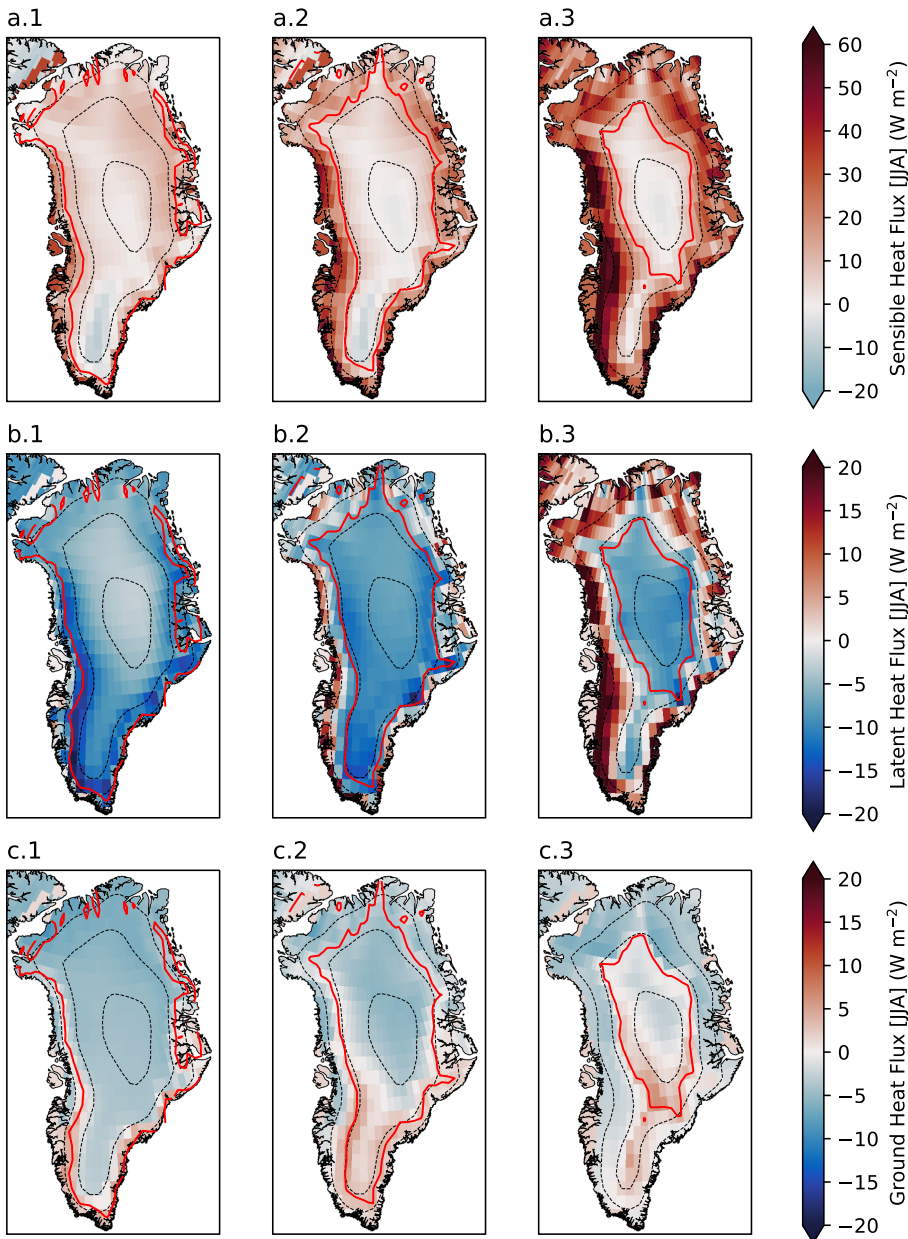 a.1
a.2
a.3
60
50
40
30
20
10
0
−10
−20
Sensible Heat Flux [JJA] (W m−2)
b.1
b.2
b.3
20
15
10
5
0
−5
−10
−15
−20
Latent Heat Flux [JJA] (W m−2)
c.1
c.2
c.3
20
15
10
5
0
−5
−10
−15
−20
Ground Heat Flux [JJA] (W m−2)